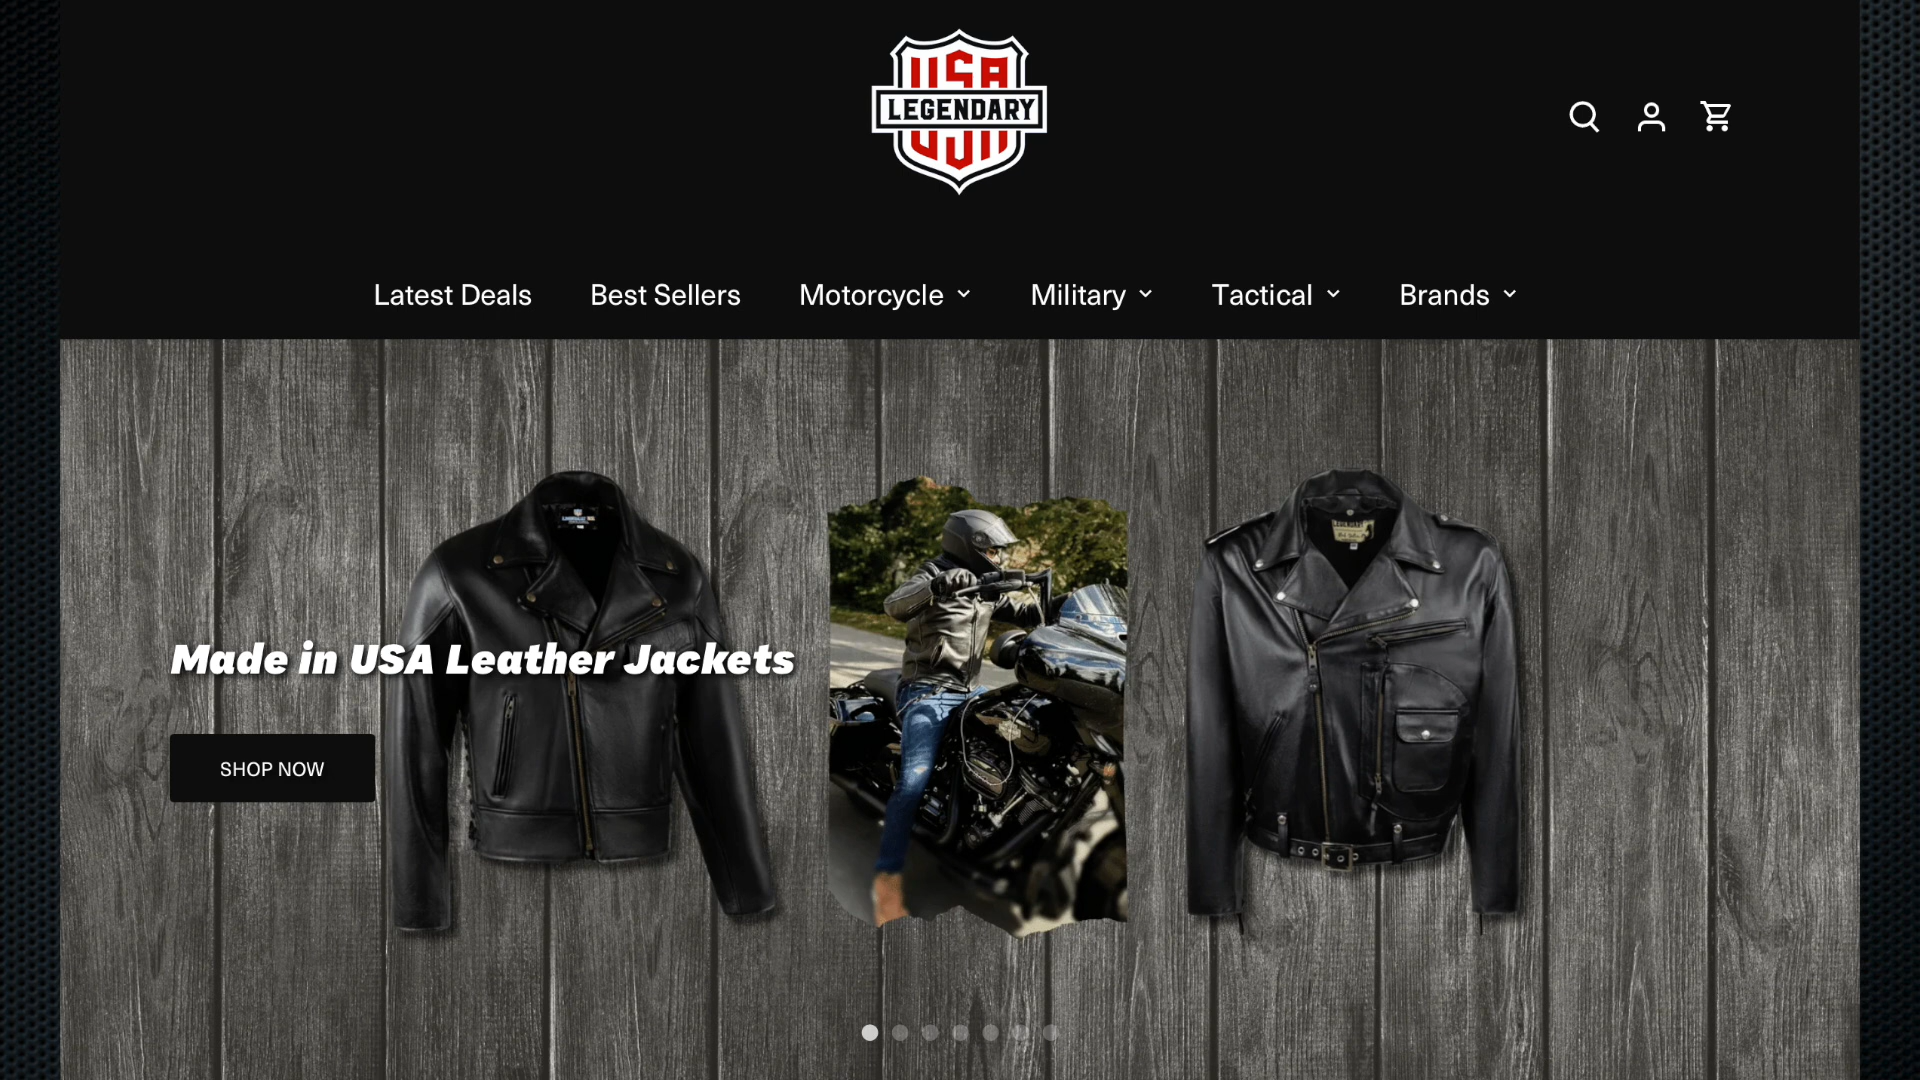 USA
LEGENDARY
USA
Latest Deals
Best Sellers
Motorcycle
Military
Tactical
Brands
Made in USA Leather Jackets
SHOP NOW